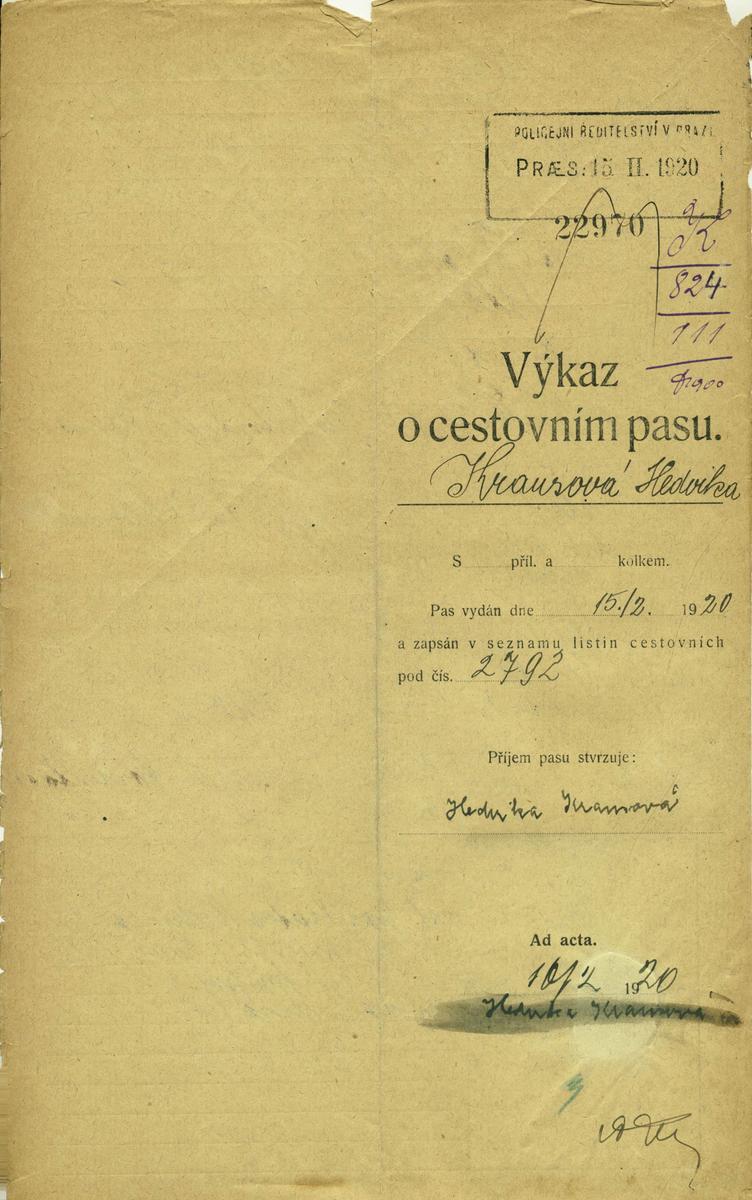 POLICEJNÍ ŘEDITELSTVÍ V PRAZE
PRÆS: 15. II. 1920
22970
K
824
111
Výkaz
o cestovním pasu.
Krausová Hedvika
S příl. a kolkem.
Pas vydán dne 15./2. 1920
a zapsán v seznamu listin cestovních
pod čís. 2792
Příjem pasu stvrzuje:
Hedvika Krausová
Ad acta.
16/2 1920
Hedvika Krausová